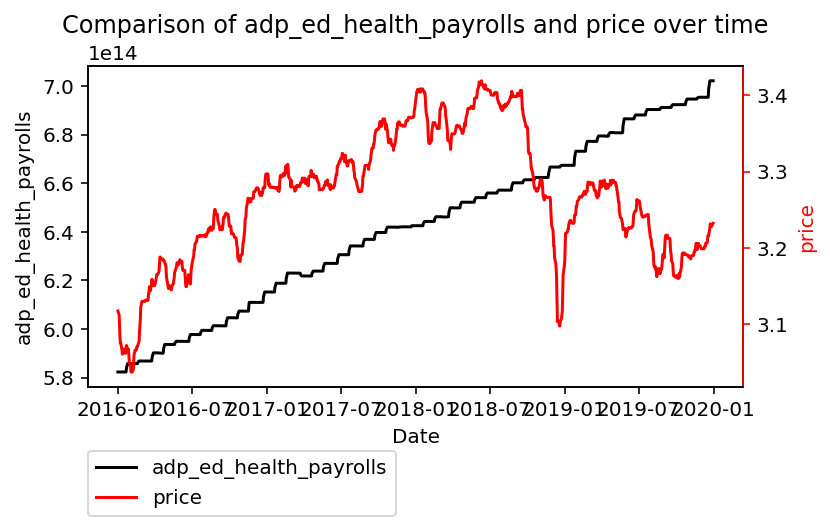 Comparison of adp_ed_health_payrolls and price over time
1e14
7.0
6.8
6.6
6.4
6.2
6.0
5.8
adp_ed_health_payrolls
3.4
3.3
3.2
3.1
price
2016-01 2016-07 2017-01 2017-07 2018-01 2018-07 2019-01 2019-07 2020-01
Date
adp_ed_health_payrolls
price